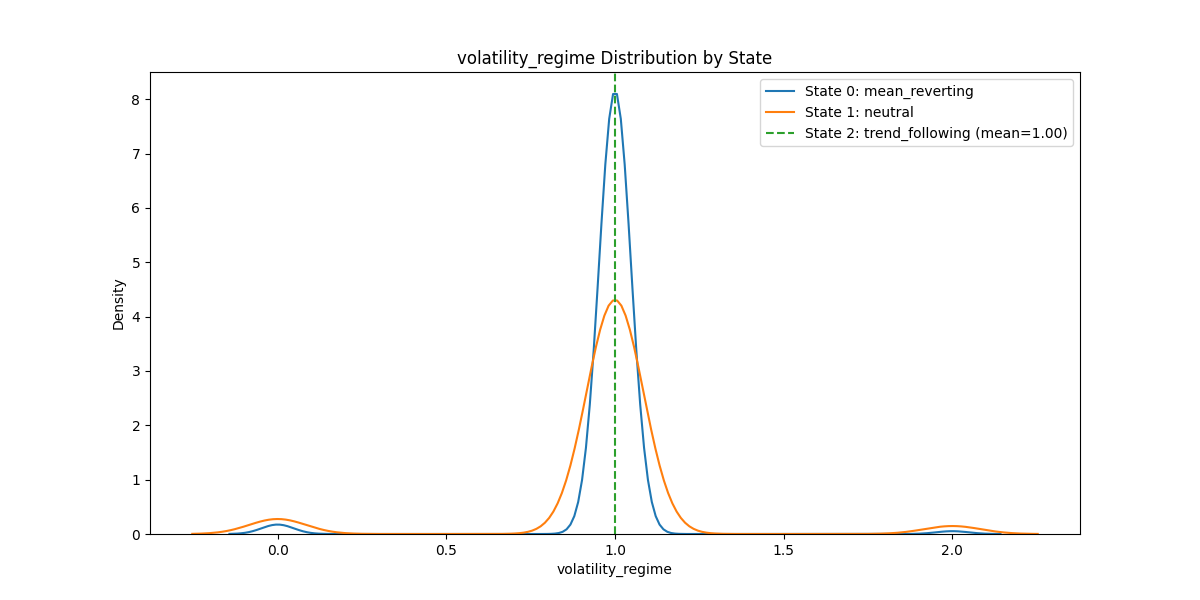 volatility_regime Distribution by State
State 0: mean_reverting
State 1: neutral
State 2: trend_following (mean=1.00)
Density
8
7
6
5
4
3
2
1
0
0.0 0.5 1.0 1.5 2.0
volatility_regime